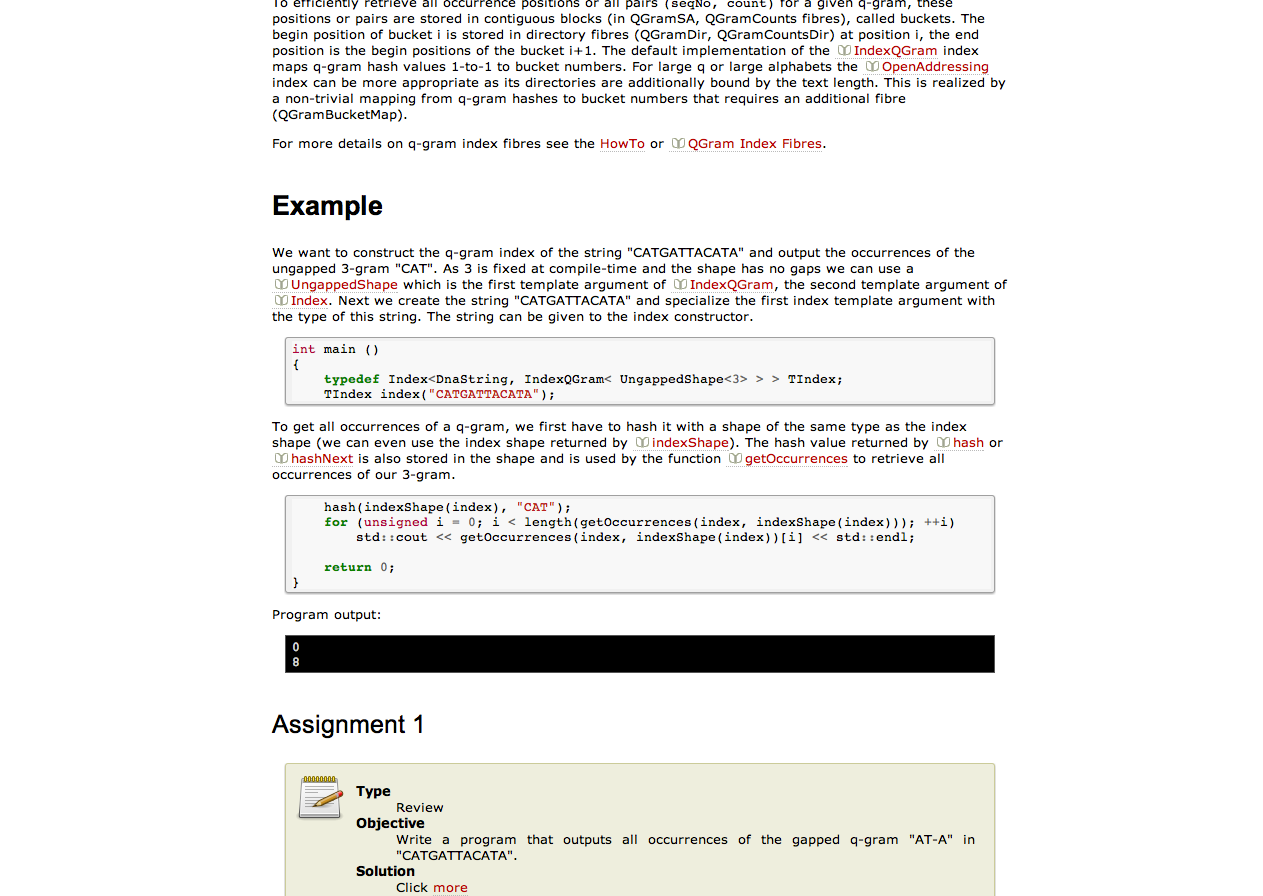 To efficiently retrieve all occurrence positions or all pairs (seqNo, count) for a given q-gram, these
positions or pairs are stored in contiguous blocks (in QGramSA, QGramCounts fibres), called buckets. The
begin position of bucket i is stored in directory fibres (QGramDir, QGramCountsDir) at position i, the end
position is the begin positions of the bucket i+1. The default implementation of the IndexQGram index
maps q-gram hash values 1-to-1 to bucket numbers. For large q or large alphabets the OpenAddressing
index can be more appropriate as its directories are additionally bound by the text length. This is realized by
a non-trivial mapping from q-gram hashes to bucket numbers that requires an additional fibre
(QGramBucketMap).
For more details on q-gram index fibres see the HowTo or QGram Index Fibres.
Example
We want to construct the q-gram index of the string "CATGATTACATA" and output the occurrences of the
ungapped 3-gram "CAT". As 3 is fixed at compile-time and the shape has no gaps we can use a
UngappedShape which is the first template argument of IndexQGram, the second template argument of
Index. Next we create the string "CATGATTACATA" and specialize the first index template argument with
the type of this string. The string can be given to the index constructor.
int main ()
{
    typedef Index<DnaString, IndexQGram< UngappedShape<3> > > TIndex;
    TIndex index("CATGATTACATA");
To get all occurrences of a q-gram, we first have to hash it with a shape of the same type as the index
shape (we can even use the index shape returned by indexShape). The hash value returned by hash or
hashNext is also stored in the shape and is used by the function getOccurrences to retrieve all
occurrences of our 3-gram.
    hash(indexShape(index), "CAT");
    for (unsigned i = 0; i < length(getOccurrences(index, indexShape(index))); ++i)
        std::cout << getOccurrences(index, indexShape(index))[i] << std::endl;
    return 0;
}
Program output:
0
8
Assignment 1
Type
Review
Objective
Write a program that outputs all occurrences of the gapped q-gram "AT-A" in
"CATGATTACATA".
Solution
Click more